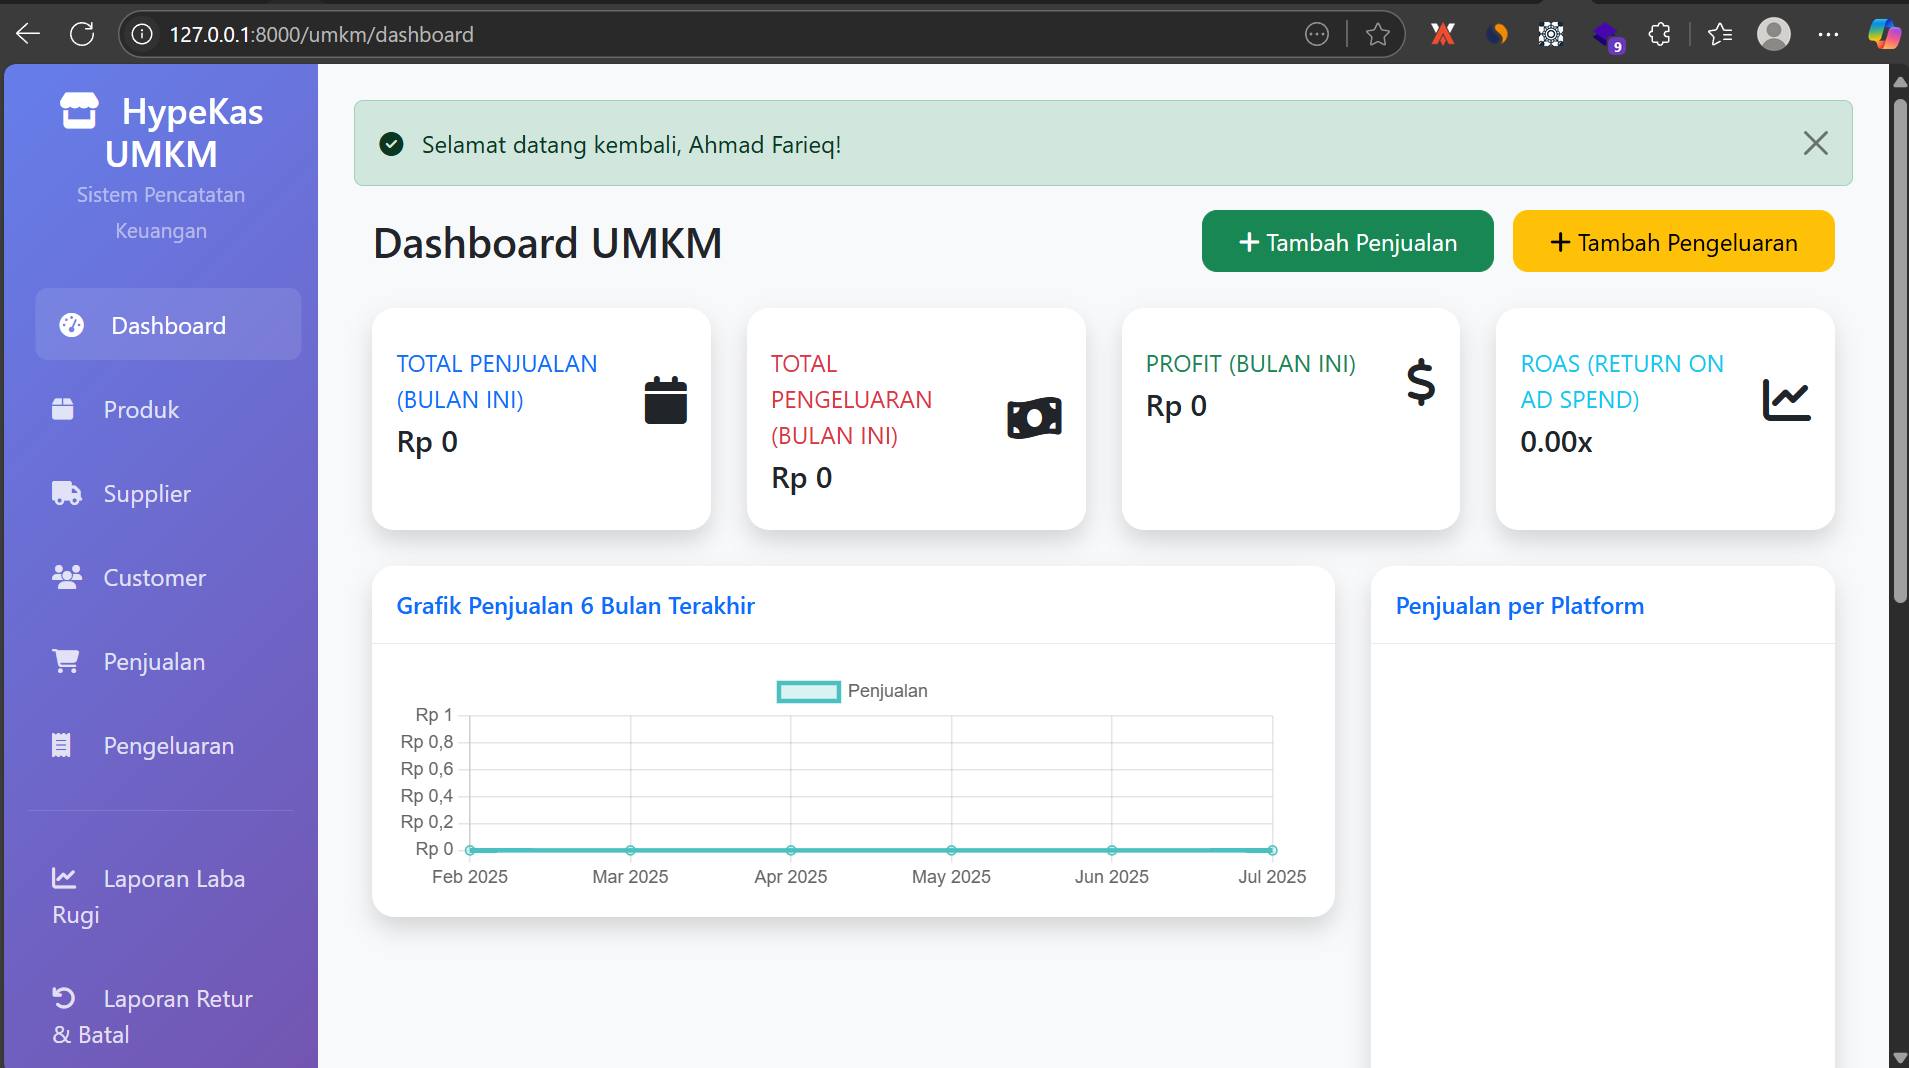 127.0.0.1:8000/umkm/dashboard
9
HypeKas
UMKM
Sistem Pencatatan
Keuangan
Dashboard
Produk
Supplier
Customer
Penjualan
Pengeluaran
Laporan Laba
Rugi
Laporan Retur
& Batal
Selamat datang kembali, Ahmad Farieq!
Dashboard UMKM
+ Tambah Penjualan
+ Tambah Pengeluaran
TOTAL PENJUALAN
(BULAN INI)
Rp 0
TOTAL
PENGELUARAN
(BULAN INI)
Rp 0
PROFIT (BULAN INI)
Rp 0
ROAS (RETURN ON
AD SPEND)
0.00x
Grafik Penjualan 6 Bulan Terakhir
Penjualan
Rp 1
Rp 0,8
Rp 0,6
Rp 0,4
Rp 0,2
Rp 0
Feb 2025
Mar 2025
Apr 2025
May 2025
Jun 2025
Jul 2025
Penjualan per Platform